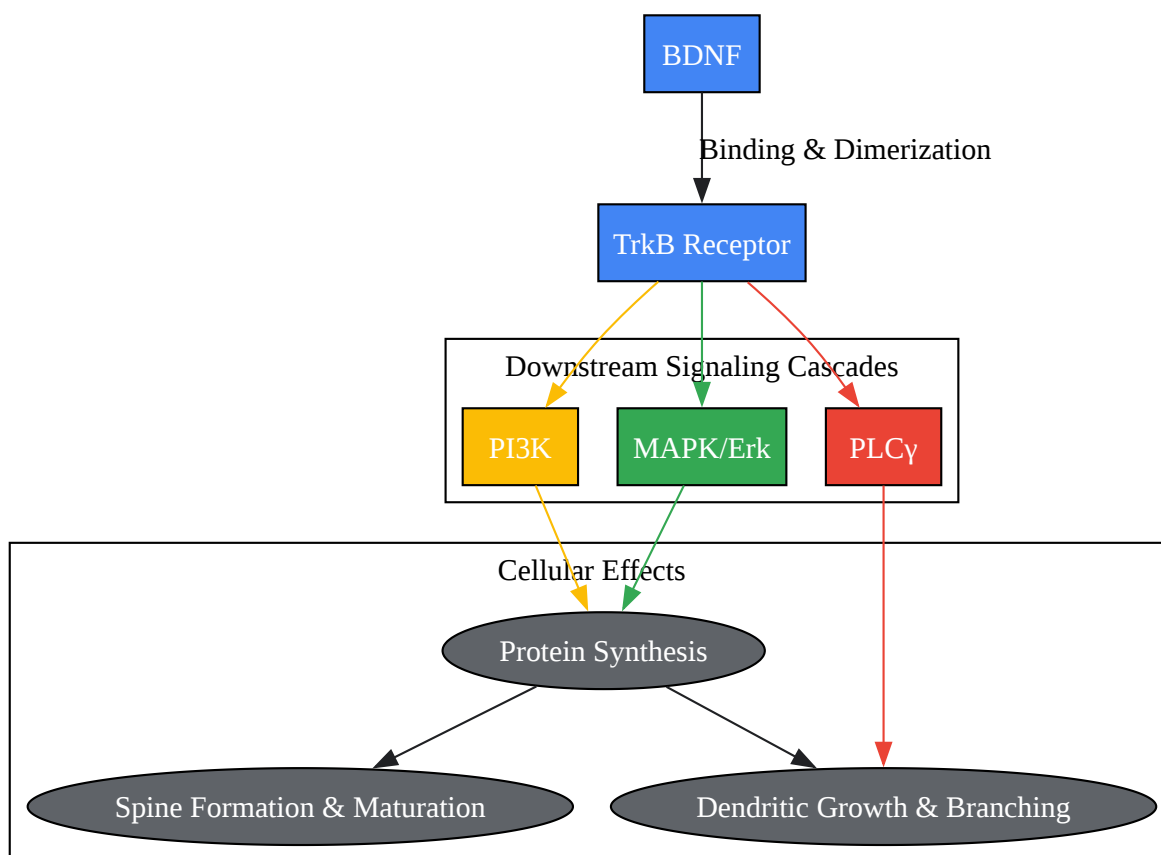 BDNF
Binding & Dimerization
TrkB Receptor
Downstream Signaling Cascades
PI3K
MAPK/Erk
PLCγ
Cellular Effects
Protein Synthesis
Spine Formation & Maturation
Dendritic Growth & Branching